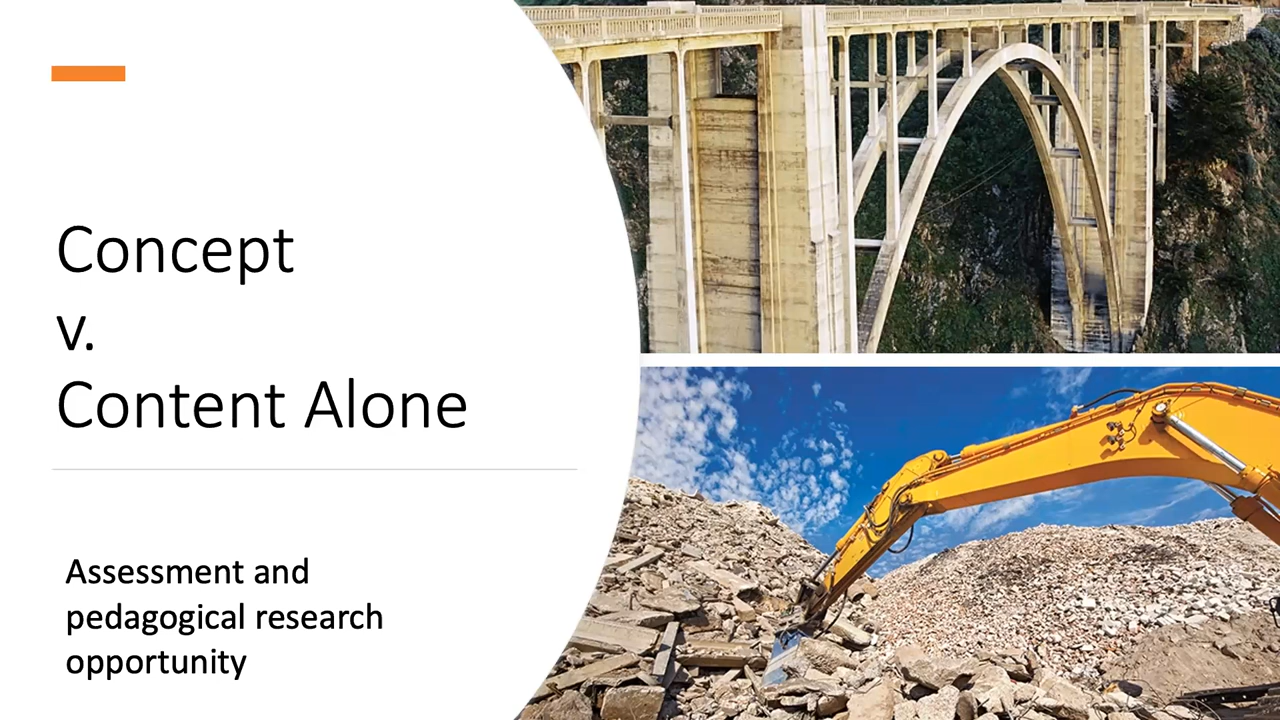 Concept
v.
Content Alone
Assessment and
pedagogical research
opportunity